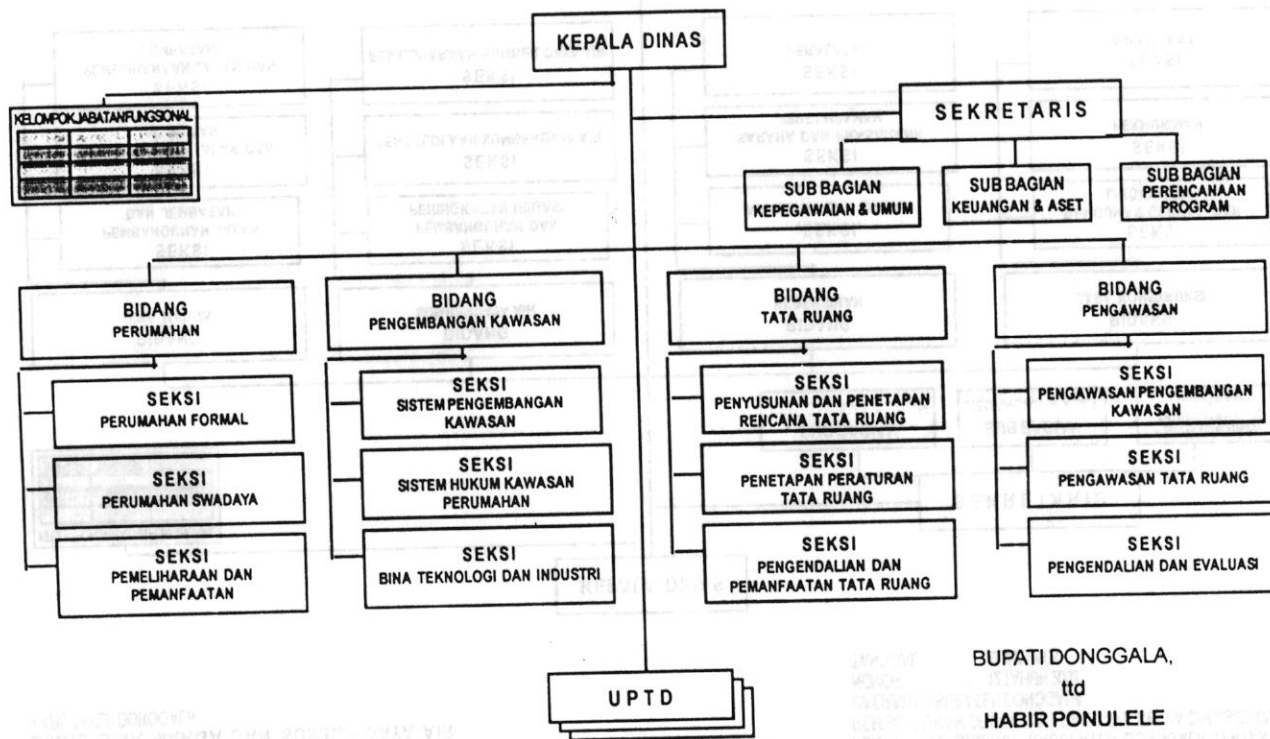 KEPALA DINAS
KELOMPOK JABATAN FUNGSIONAL
SEKRETARIS
SUB BAGIAN
KEPEGAWAIAN & UMUM
SUB BAGIAN
KEUANGAN & ASET
SUB BAGIAN
PERENCANAAN
PROGRAM
BIDANG
PERUMAHAN
BIDANG
PENGEMBANGAN KAWASAN
BIDANG
TATA RUANG
BIDANG
PENGAWASAN
SEKSI
PERUMAHAN FORMAL
SEKSI
PERUMAHAN SWADAYA
SEKSI
PEMELIHARAAN DAN
PEMANFAATAN
SEKSI
SISTEM PENGEMBANGAN
KAWASAN
SEKSI
SISTEM HUKUM KAWASAN
PERUMAHAN
SEKSI
BINA TEKNOLOGI DAN INDUSTRI
SEKSI
PENYUSUNAN DAN PENETAPAN
RENCANA TATA RUANG
SEKSI
PENETAPAN PERATURAN
TATA RUANG
SEKSI
PENGENDALIAN DAN
PEMANFAATAN TATA RUANG
SEKSI
PENGAWASAN PENGEMBANGAN
KAWASAN
SEKSI
PENGAWASAN TATA RUANG
SEKSI
PENGENDALIAN DAN EVALUASI
UPTD
BUPATI DONGGALA,
ttd
HABIR PONULELE